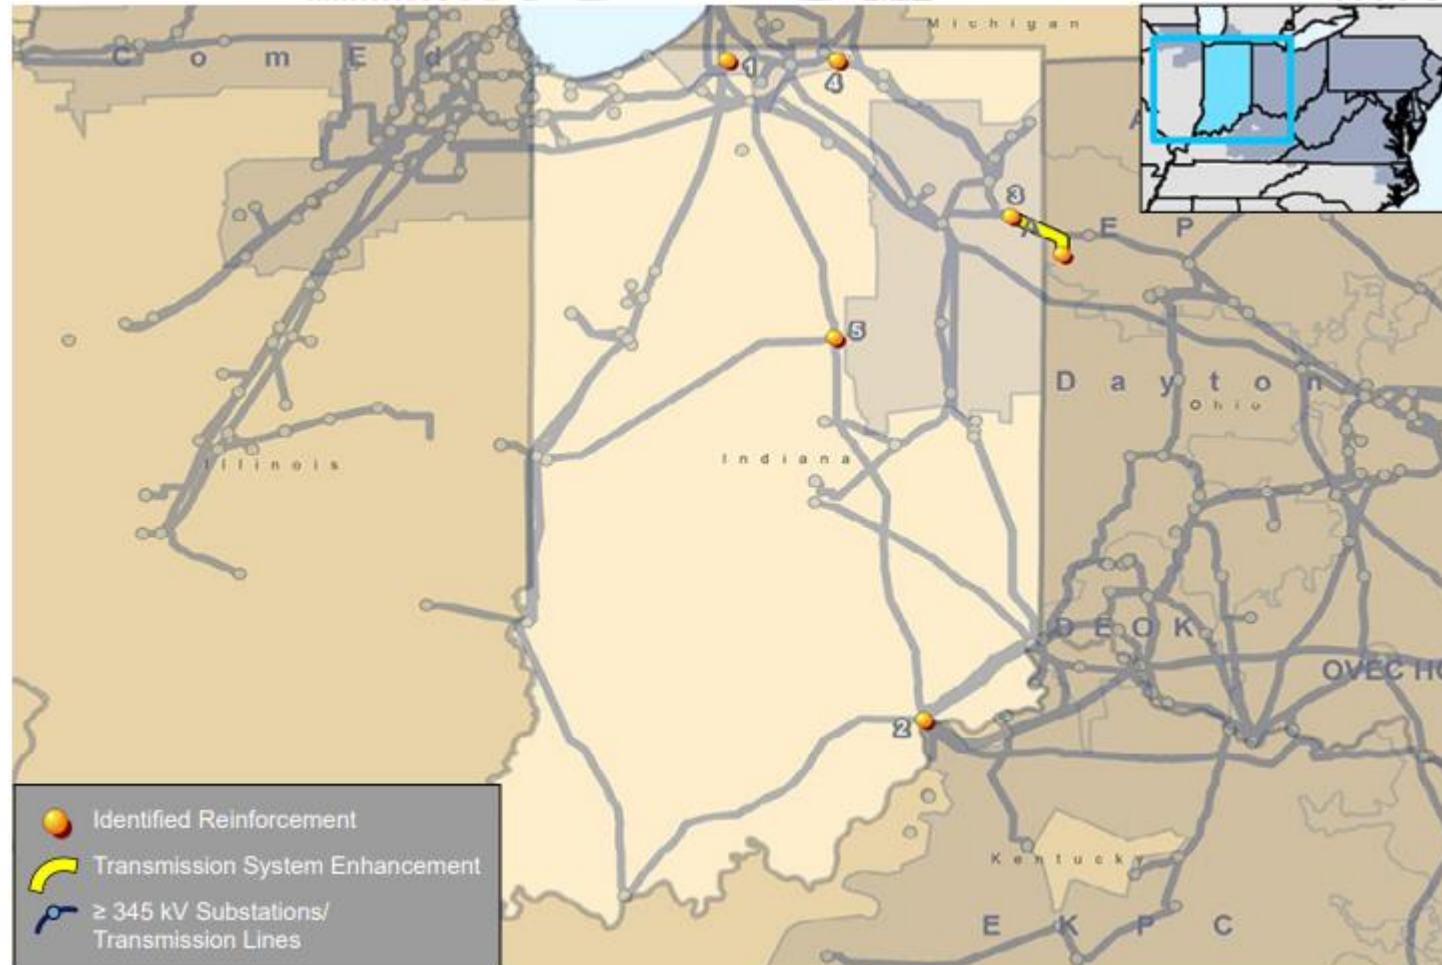 Michigan
ComEd
1
4
A
3
AEP
5
Dayton
Ohio
Indiana
Illinois
DEOK
OVEC HQ
2
Identified Reinforcement
Transmission System Enhancement
≥ 345 kV Substations/
Transmission Lines
Kentucky
EKPC